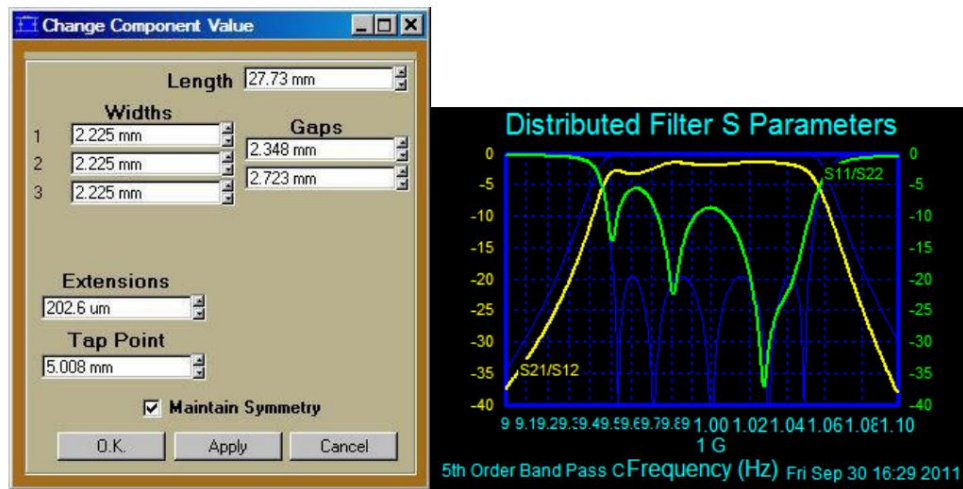 Change Component Value
Length 27.73 mm
Widths
Gaps
1 2.225 mm
2.348 mm
2 2.225 mm
2.723 mm
3 2.225 mm
Extensions
202.6 um
Tap Point
5.008 mm
Maintain Symmetry
O.K. Apply Cancel
Distributed Filter S Parameters
0 0
S11/S22
-5 -5
-10 -10
-15 -15
-20 -20
-25 -25
-30 -30
S21/S12
-35 -35
-40 -40
1.00 1.02 1.04 1.10
1 G
5th Order Band Pass C Frequency (Hz) Fri Sep 30 16:29 2011